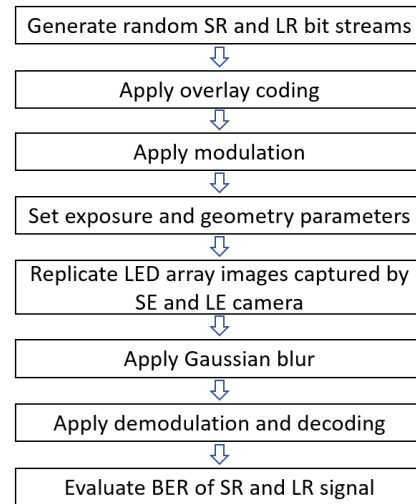 Generate random SR and LR bit streams
Apply overlay coding
Apply modulation
Set exposure and geometry parameters
Replicate LED array images captured by
SE and LE camera
Apply Gaussian blur
Apply demodulation and decoding
Evaluate BER of SR and LR signal